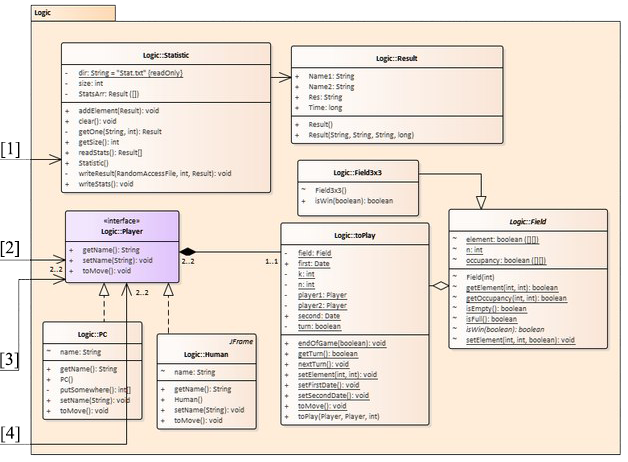 Logic
Logic::Statistic
- dir: String = "Stat.txt" {readOnly}
- size: int
- StatsArr: Result ([])
+ addElement(Result): void
+ clear(): void
- getOne(String, int): Result
+ getSize(): int
+ readStats(): Result[]
+ Statistic()
- writeResult(RandomAccessFile, int, Result): void
+ writeStats(): void
Logic::Result
+ Name1: String
+ Name2: String
+ Res: String
+ Time: long
+ Result()
+ Result(String, String, String, long)
[1]
Logic::Field3x3
~ Field3x3()
+ isWin(boolean): boolean
«interface»
Logic::Player
+ getName(): String
+ setName(String): void
+ toMove(): void
[2]
2..2
2..2
1..1
2..2
Logic::toPlay
- field: Field
+ first: Date
- k: int
- n: int
- player1: Player
- player2: Player
+ second: Date
- turn: boolean
+ endOfGame(boolean): void
+ getTurn(): boolean
+ nextTurn(): void
+ setElement(int, int): void
+ setFirstDate(): void
+ setSecondDate(): void
+ toMove(): void
+ toPlay(Player, Player, int)
Logic::Field
~ element: boolean ([][])
~ n: int
~ occupancy: boolean ([][])
~ Field(int)
~ getElement(int, int): boolean
~ getOccupancy(int, int): boolean
~ isEmpty(): boolean
~ isFull(): boolean
~ isWin(boolean): boolean
~ setElement(int, int, boolean): void
[3]
Logic::PC
~ name: String
+ getName(): String
+ PC()
- putSomewhere(): int[]
+ setName(String): void
+ toMove(): void
JFrame
Logic::Human
~ name: String
+ getName(): String
+ Human()
+ setName(String): void
+ toMove(): void
[4]